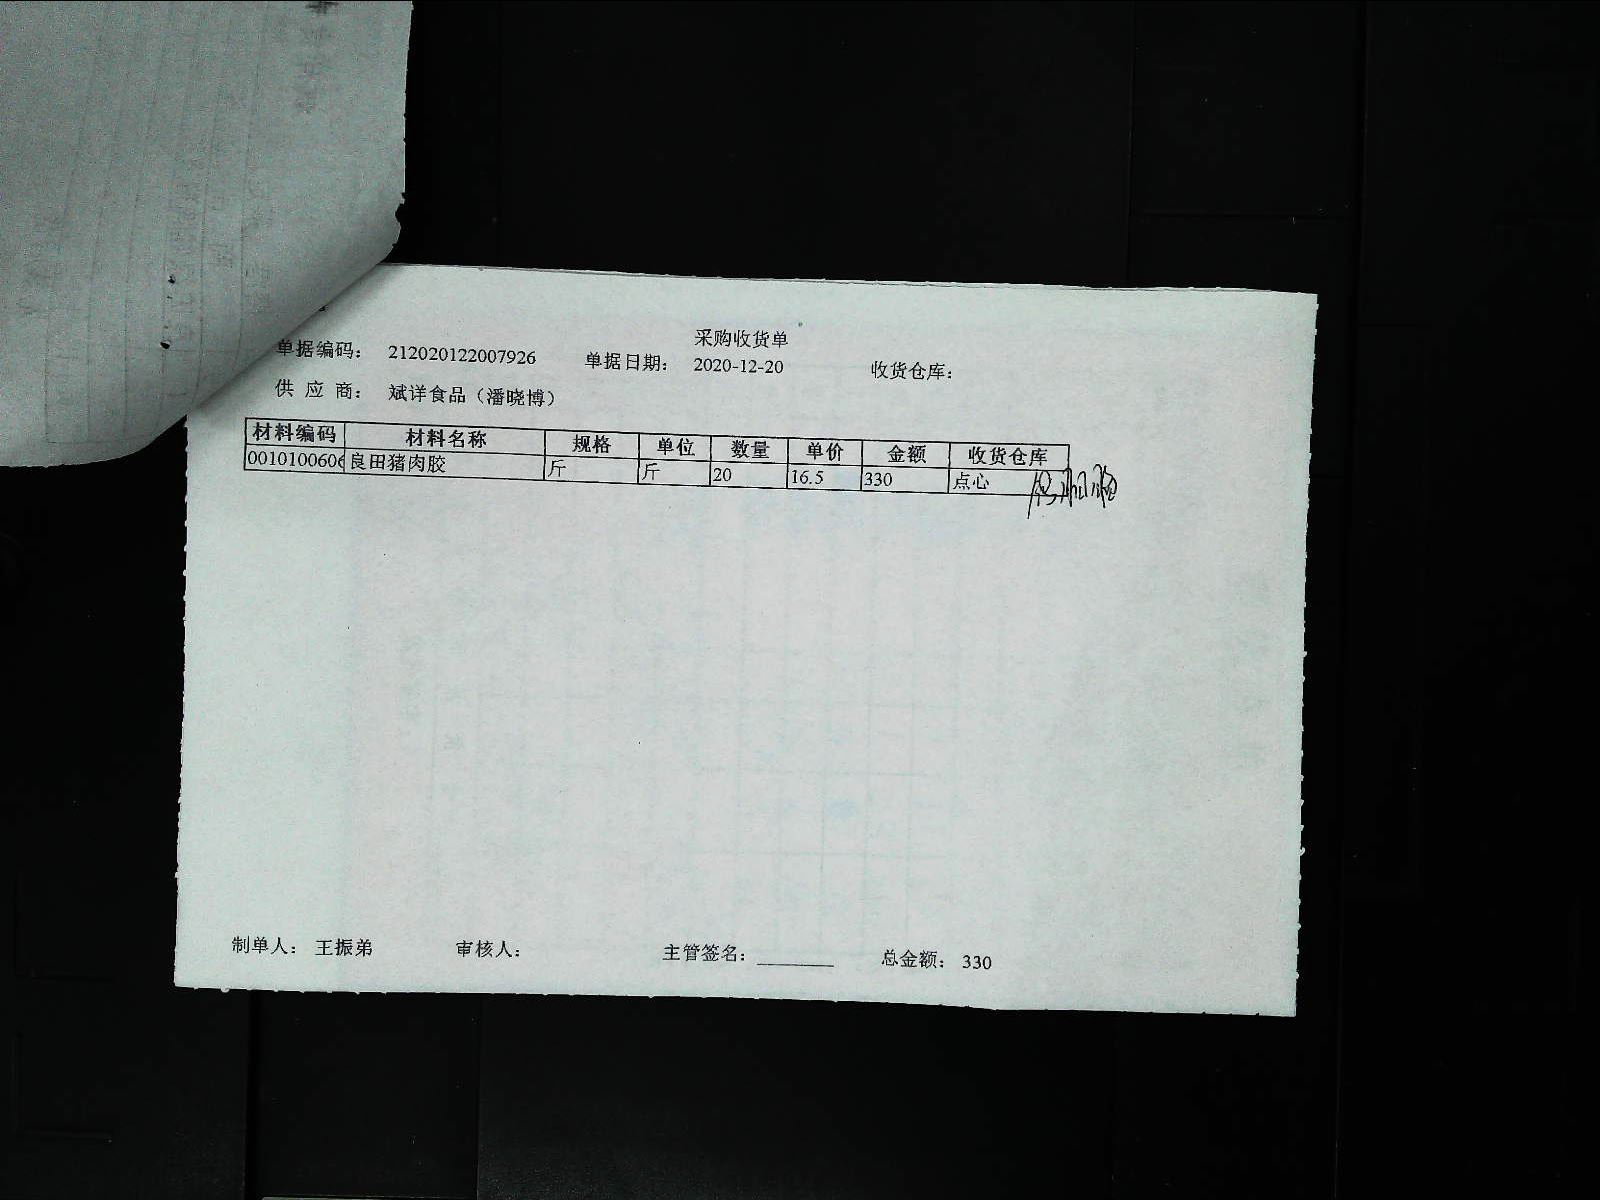 采购收货单
单据编码： 212020122007926 单据日期： 2020-12-20 收货仓库：
供 应 商： 斌洋食品（潘晓博）
材料编码 材料名称 规格 单位 数量 单价 金额 收货仓库
0010100606 良田猪肉胶 斤 斤 20 16.5 330 点心
制单人： 王振弟 审核人： 主管签名：________ 总金额： 330